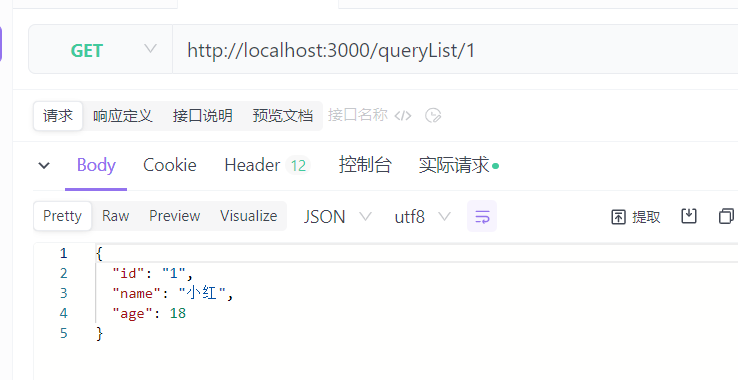 GET http://localhost:3000/queryList/1
请求 响应定义 接口说明 预览文档 接口名称 </>
Body Cookie Header 12 控制台 实际请求
Pretty Raw Preview Visualize JSON utf8 提取
1 {
2 "id": "1",
3 "name": "小红",
4 "age": 18
5 }